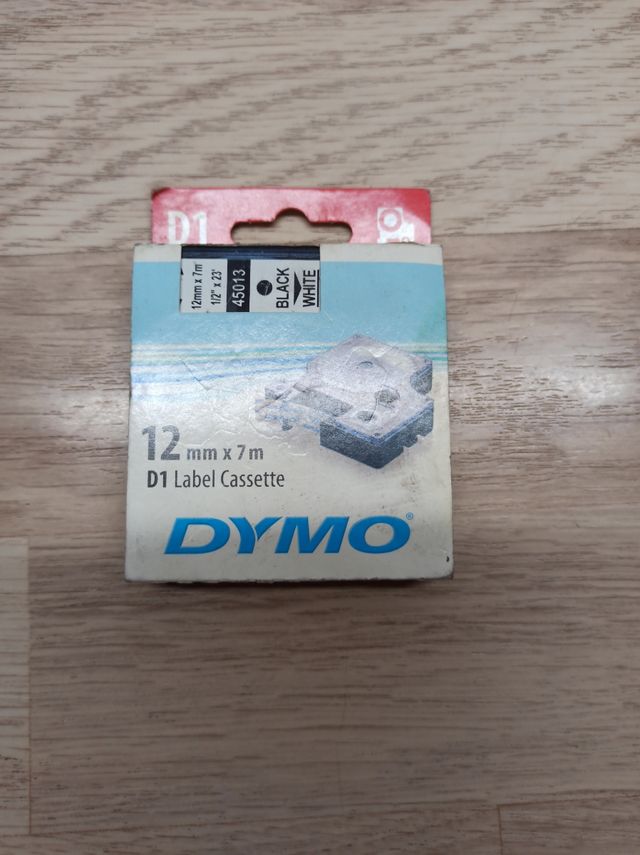 D1
12mm x 7m
1/2" x 23'
45013
BLACK
WHITE
12 mm x 7 m
D1 Label Cassette
DYMO®